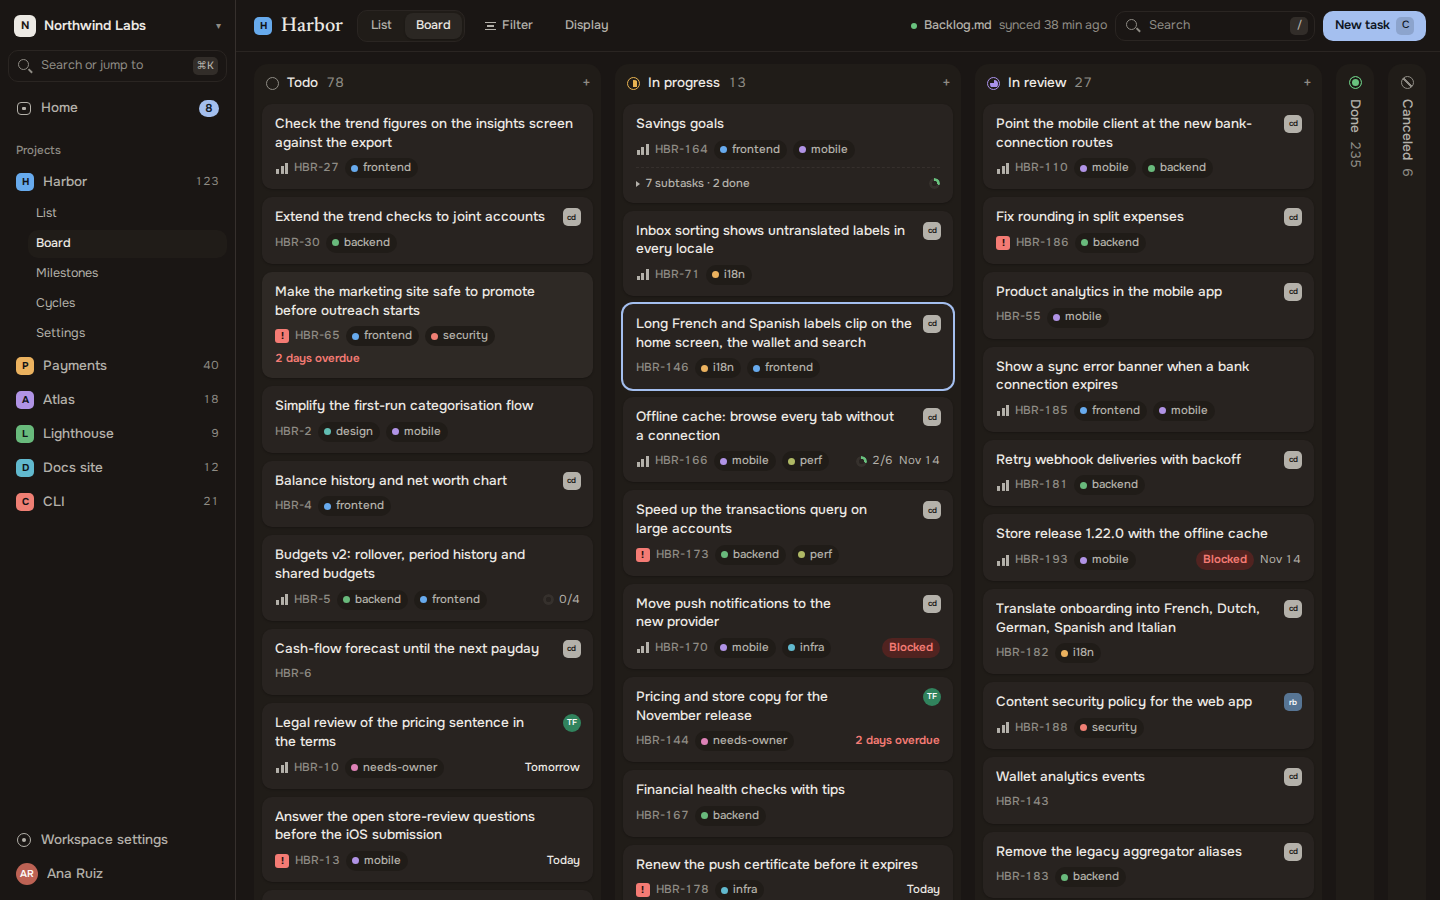 N Northwind Labs
Search or jump to ⌘K
Home 8
Projects
H Harbor 123
List
Board
Milestones
Cycles
Settings
P Payments 40
A Atlas 18
L Lighthouse 9
D Docs site 12
C CLI 21
Workspace settings
AR Ana Ruiz
H Harbor List Board Filter Display
Backlog.md synced 38 min ago Search / New task C
Todo 78 +
Check the trend figures on the insights screen
against the export
HBR-27 frontend
Extend the trend checks to joint accounts cd
HBR-30 backend
Make the marketing site safe to promote
before outreach starts
! HBR-65 frontend security
2 days overdue
Simplify the first-run categorisation flow
HBR-2 design mobile
Balance history and net worth chart cd
HBR-4 frontend
Budgets v2: rollover, period history and
shared budgets
HBR-5 backend frontend 0/4
Cash-flow forecast until the next payday cd
HBR-6
Legal review of the pricing sentence in TF
the terms
HBR-10 needs-owner Tomorrow
Answer the open store-review questions
before the iOS submission
! HBR-13 mobile Today
In progress 13 +
Savings goals
HBR-164 frontend mobile
7 subtasks · 2 done
Inbox sorting shows untranslated labels in cd
every locale
HBR-71 i18n
Long French and Spanish labels clip on the cd
home screen, the wallet and search
HBR-146 i18n frontend
Offline cache: browse every tab without cd
a connection
HBR-166 mobile perf 2/6 Nov 14
Speed up the transactions query on cd
large accounts
! HBR-173 backend perf
Move push notifications to the cd
new provider
HBR-170 mobile infra Blocked
Pricing and store copy for the TF
November release
HBR-144 needs-owner 2 days overdue
Financial health checks with tips
HBR-167 backend
Renew the push certificate before it expires
! HBR-178 infra Today
In review 27 +
Point the mobile client at the new bank- cd
connection routes
HBR-110 mobile backend
Fix rounding in split expenses cd
! HBR-186 backend
Product analytics in the mobile app cd
HBR-55 mobile
Show a sync error banner when a bank
connection expires
HBR-185 frontend mobile
Retry webhook deliveries with backoff cd
HBR-181 backend
Store release 1.22.0 with the offline cache
HBR-193 mobile Blocked Nov 14
Translate onboarding into French, Dutch, cd
German, Spanish and Italian
HBR-182 i18n
Content security policy for the web app rb
HBR-188 security
Wallet analytics events cd
HBR-143
Remove the legacy aggregator aliases cd
HBR-183 backend
Done 235
Canceled 6